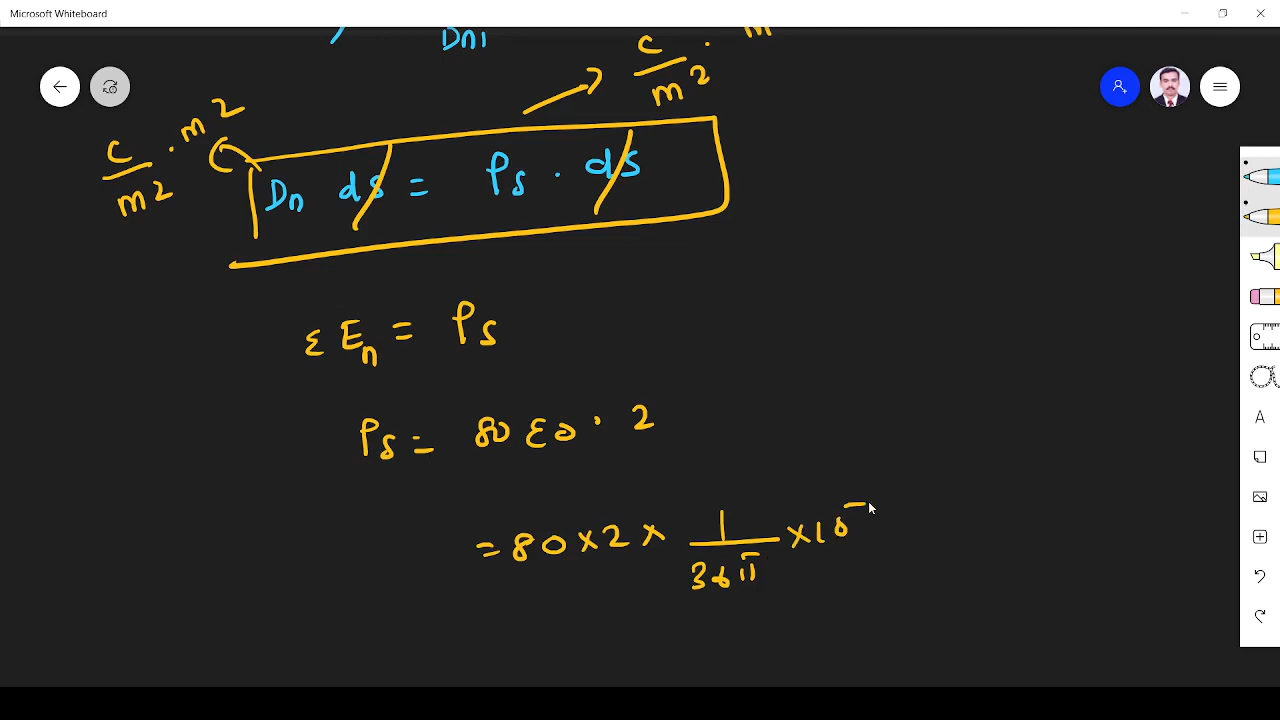 Microsoft Whiteboard
Dn1
C/m² · m
C/m² · m²
Dn ds = ρs · ds
ε En = ρs
ρs = 80 ε0 · 2
= 80 × 2 × 1/36π × 10⁻
A